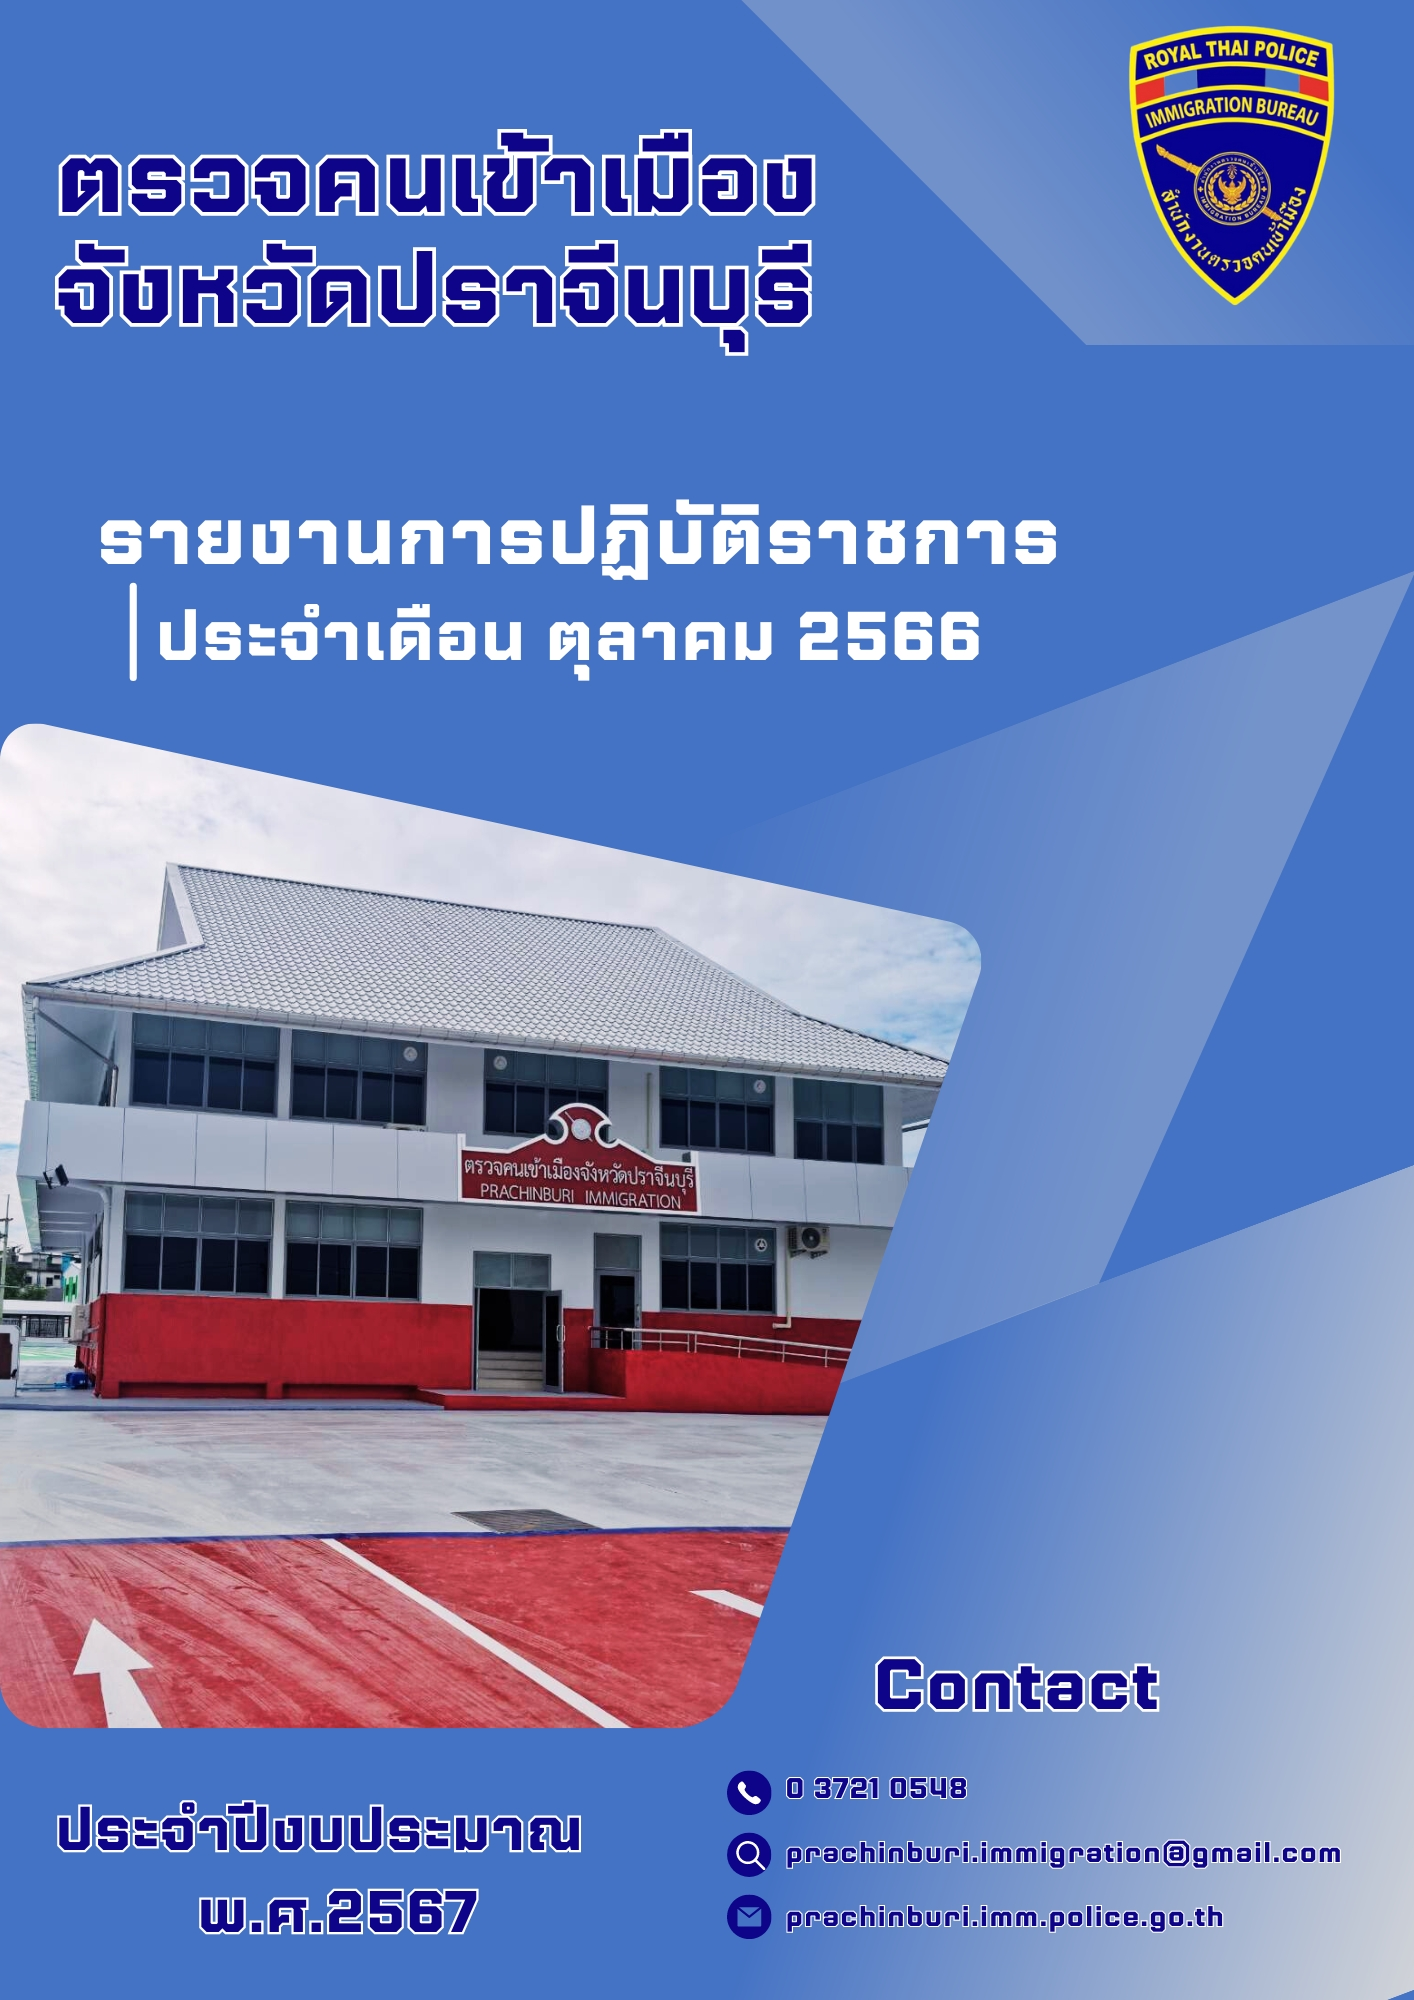 ROYAL THAI POLICE
IMMIGRATION BUREAU
สำนักงานตรวจคนเข้าเมือง
ตรวจคนเข้าเมือง
จังหวัดปราจีนบุรี
รายงานการปฏิบัติราชการ
ประจำเดือน ตุลาคม 2566
ตรวจคนเข้าเมืองจังหวัดปราจีนบุรี
PRACHINBURI IMMIGRATION
Contact
0 3721 0548
prachinburi.immigration@gmail.com
prachinburi.imm.police.go.th
ประจำปีงบประมาณ
พ.ศ.2567